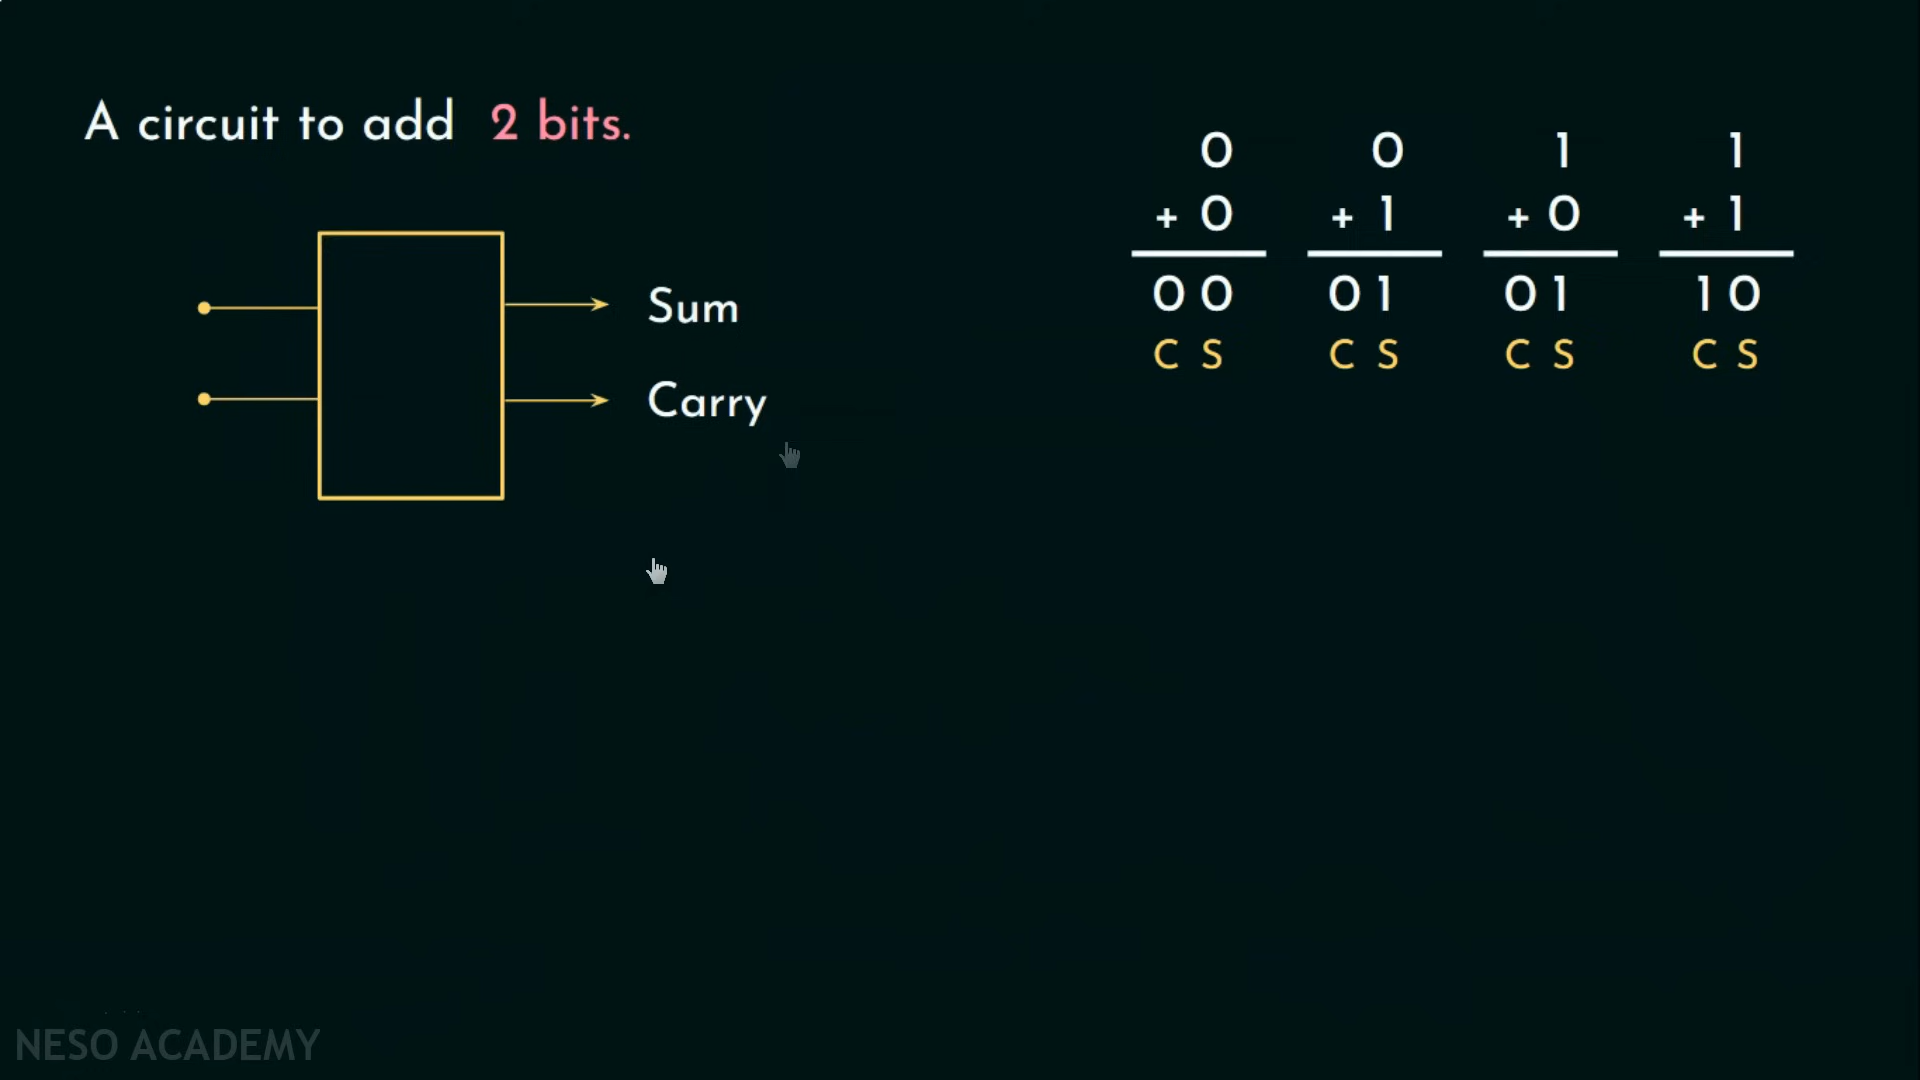 A circuit to add 2 bits.
Sum
Carry
0 0 1 1
+ 0 + 1 + 0 + 1
0 0 0 1 0 1 1 0
C S C S C S C S
NESO ACADEMY